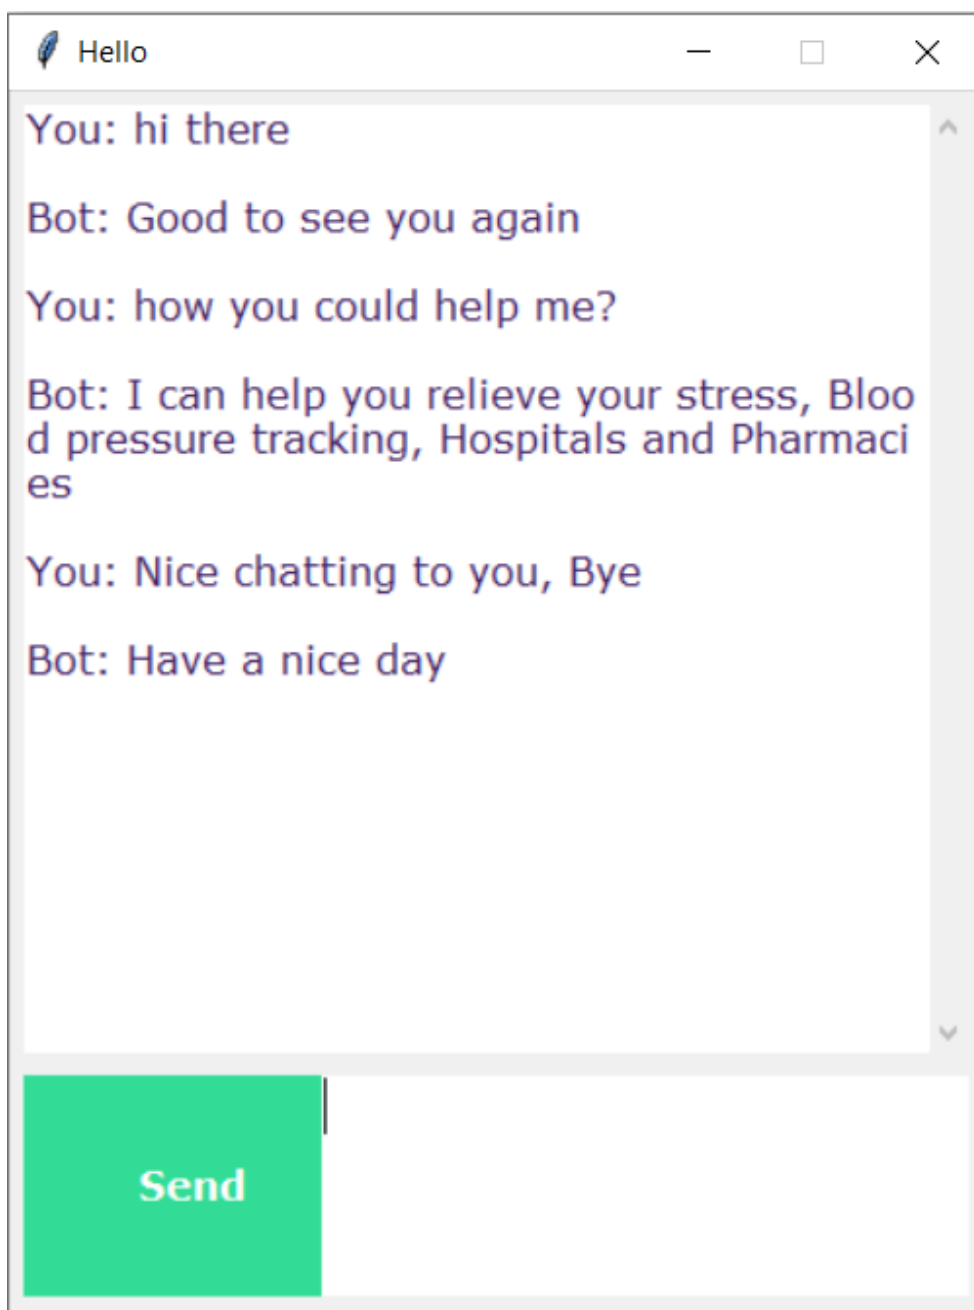 Hello
You: hi there
Bot: Good to see you again
You: how you could help me?
Bot: I can help you relieve your stress, Bloo
d pressure tracking, Hospitals and Pharmaci
es
You: Nice chatting to you, Bye
Bot: Have a nice day
Send